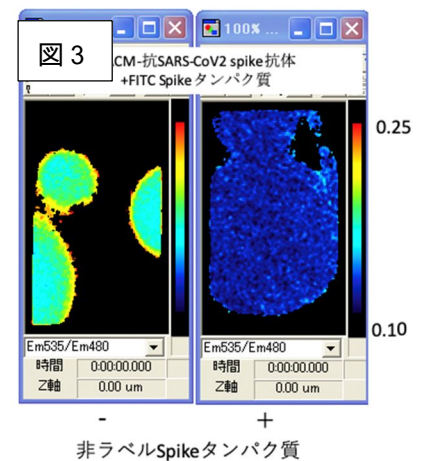 図 3
100% ...
CM-抗SARS-CoV2 spike抗体
+FITC Spikeタンパク質
0.25
0.10
Em535/Em480
時間 0:00:00.000
Z軸 0.00 um
Em535/Em480
時間 0:00:00.000
Z軸 0.00 um
- +
非ラベルSpikeタンパク質